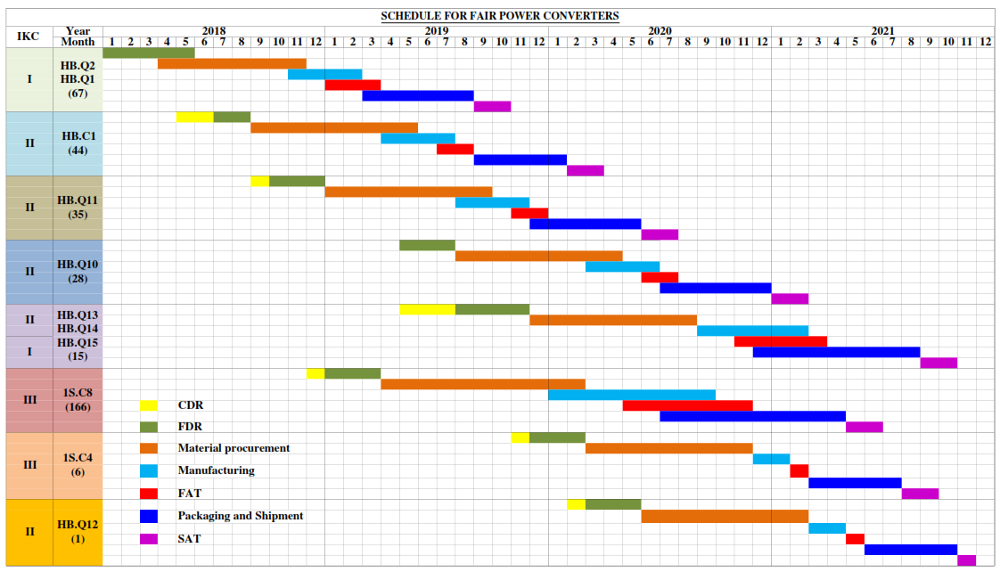 SCHEDULE FOR FAIR POWER CONVERTERS
IKC Year 2018 2019 2020 2021
Month 1 2 3 4 5 6 7 8 9 10 11 12 1 2 3 4 5 6 7 8 9 10 11 12 1 2 3 4 5 6 7 8 9 10 11 12 1 2 3 4 5 6 7 8 9 10 11 12
I HB.Q2
HB.Q1
(67)
II HB.C1
(44)
II HB.Q11
(35)
II HB.Q10
(28)
II HB.Q13
HB.Q14
I HB.Q15
(15)
III 1S.C8
(166)
CDR
FDR
Material procurement
III 1S.C4
(6)
Manufacturing
FAT
II HB.Q12
(1)
Packaging and Shipment
SAT